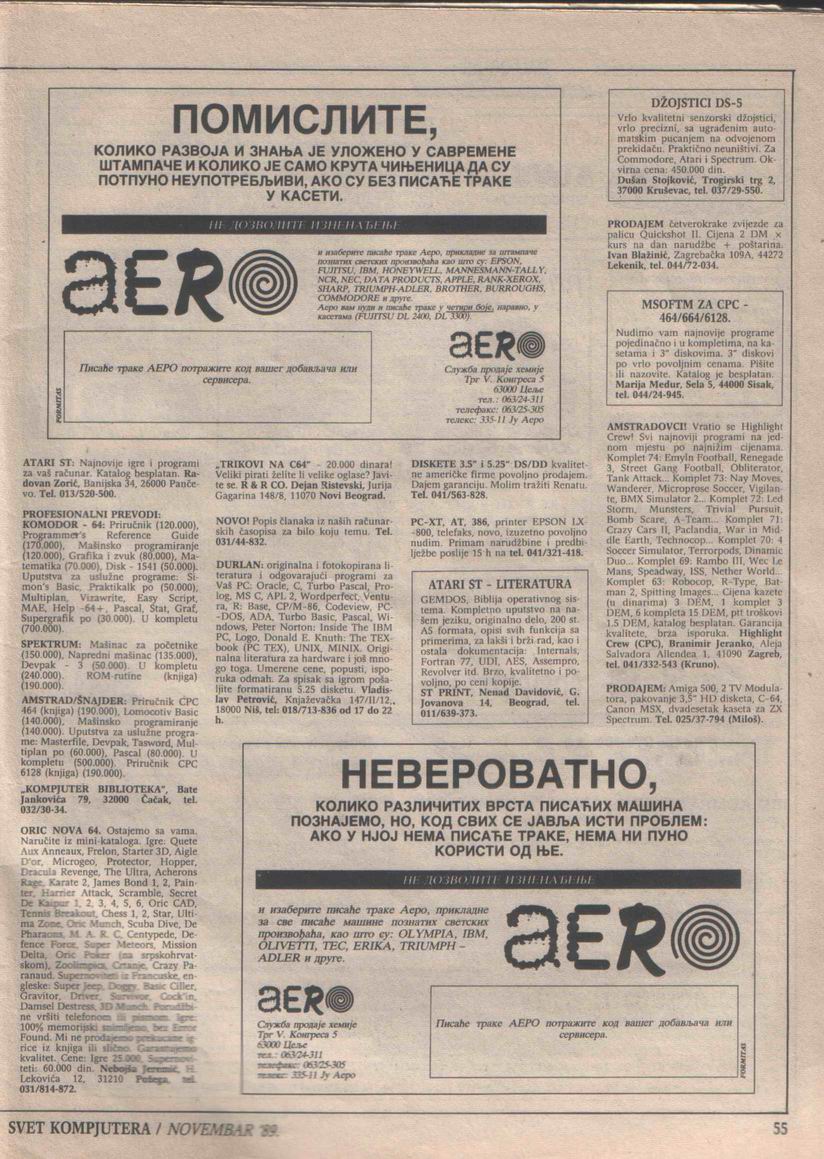 ПОМИСЛИТЕ,
КОЛИКО РАЗВОЈА И ЗНАЊА ЈЕ УЛОЖЕНО У САВРЕМЕНЕ
ШТАМПАЧЕ И КОЛИКО ЈЕ САМО КРУТА ЧИЊЕНИЦА ДА СУ
ПОТПУНО НЕУПОТРЕБЉИВИ, АКО СУ БЕЗ ПИСАЋЕ ТРАКЕ
У КАСЕТИ.
НЕ ДОЗВОЛИТЕ ИЗНЕНАЂЕЊЕ
aERO
и изаберите писаће траке Аеро, прикладне за штампаче
познатих светских произвођача као што су: EPSON,
FUJITSU, IBM, HONEYWELL, MANNESMANN-TALLY,
NCR, NEC, DATA PRODUCTS, APPLE, RANK-XEROX,
SHARP, TRIUMPH-ADLER, BROTHER, BURROUGHS,
COMMODORE и друге.
Аеро вам нуди и писаће траке у четири боје, наравно, у
касетама (FUJITSU DL 2400, DL 3300).
Писаће траке АЕРО потражите код вашег добављача или
сервисера.
FORMITAS
aERO
Служба продаје хемије
Трг V. Конгреса 5
63000 Цеље
тел.: 063/24-311
телефакс: 063/25-305
телекс: 335-11 Ју Аеро
ATARI ST: Najnovije igre i programi
za vaš računar. Katalog besplatan. Ra-
dovan Zorić, Banijska 34, 26000 Panče-
vo. Tel. 013/520-500.
PROFESIONALNI PREVODI:
KOMODOR - 64: Priručnik (120.000),
Programmer's Reference Guide
(170.000), Mašinsko programiranje
(120.000), Grafika i zvuk (80.000), Ma-
tematika (70.000), Disk - 1541 (50.000).
Uputstva za uslužne programe: Si-
mon's Basic, Praktikalk po (50.000),
Multiplan, Vizawrite, Easy Script,
MAE, Help -64+, Pascal, Stat, Graf,
Supergrafik po (30.000). U kompletu
(700.000).
SPEKTRUM: Mašinac za početnike
(150.000), Napredni mašinac (135.000),
Devpak - 3 (50.000). U kompletu
(240.000). ROM-rutine (knjiga)
(190.000).
AMSTRAD/ŠNAJDER: Priručnik CPC
464 (knjiga) (190.000), Lomocotiv Basic
(140.000), Mašinsko programiranje
(140.000). Uputstva za uslužne progra-
me: Masterfile, Devpak, Tasword, Mul-
tiplan po (60.000), Pascal (80.000). U
kompletu (500.000). Priručnik CPC
6128 (knjiga) (190.000).
„KOMPJUTER BIBLIOTEKA", Bate
Jankovića 79, 32000 Čačak, tel.
032/30-34.
ORIC NOVA 64. Ostajemo sa vama.
Naručite iz mini-kataloga. Igre: Quete
Aux Anneaux, Frelon, Starter 3D, Aigle
D'or, Microgeo, Protector, Hopper,
Dracula Revenge, The Ultra, Acherons
Rage, Karate 2, James Bond 1, 2, Pain-
ter, Harrier Attack, Scramble, Secret
De Kaipur 1, 2, 3, 4, 5, 6, Oric CAD,
Tennis Breakout, Chess 1, 2, Star, Ulti-
ma Zone, Oric Munch, Scuba Dive, De
Pharaons, M. A. R. C. Centypede, De-
fence Force, Super Meteors, Mission
Delta, Oric Poker (na srpskohrvat-
skom), Zoolimpics, Crtanje, Crazy Pa-
ranaud. Supernoviteti iz Francuske, en-
gleske: Super Jeep, Doggy, Basic Ciller,
Gravitor, Driver, Survivor, Cock'in,
Damsel Destress, 3D Munch. Porudžbi-
ne vršiti telefonom ili pismom. Igre
100% memorijski snimljene, bez Error
Found. Mi ne prodajemo prekucane ig-
rice iz knjiga ili slično. Garantujemo
kvalitet. Cene: Igre 25.000, Supernovi-
teti: 60.000 din. Nebojša Jeremić, H.
Lekovića 12, 31210 Požega, tel.
031/814-872.
„TRIKOVI NA C64" - 20.000 dinara!
Veliki pirati želite li velike oglase? Javi-
te se. R & R CO. Dejan Ristevski, Jurija
Gagarina 148/8, 11070 Novi Beograd.
NOVO! Popis članaka iz naših računar-
skih časopisa za bilo koju temu. Tel.
031/44-832.
DURLAN: originalna i fotokopirana li-
teratura i odgovarajući programi za
Vaš PC: Oracle, C, Turbo Pascal, Pro-
log, MS C, APL 2, Wordperfect, Ventu-
ra, R: Base, CP/M-86, Codeview, PC-
-DOS, ADA, Turbo Basic, Pascal, Wi-
ndows, Peter Norton: Inside The IBM
PC, Logo, Donald E. Knuth: The TEX-
book (PC TEX), UNIX, MINIX. Origi-
nalna literatura za hardware i još mno-
go toga. Umerene cene, popusti, ispo-
ruka odmah. Za spisak sa igrom poša-
ljite formatiranu 5.25 disketu. Vladis-
lav Petrović, Knjaževačka 147/II/12,
18000 Niš, tel: 018/713-836 od 17 do 22
h.
DISKETE 3.5" i 5.25" DS/DD kvalitet-
ne američke firme povoljno prodajem.
Dajem garanciju. Molim tražiti Renatu.
Tel. 041/563-828.
PC-XT, AT, 386, printer EPSON LX
-800, telefaks, novo, izuzetno povoljno
nudim. Primam narudžbine i predbi-
lježbe poslije 15 h na tel. 041/321-418.
ATARI ST - LITERATURA
GEMDOS, Biblija operativnog sis-
tema. Kompletno uputstvo na na-
šem jeziku, originalno delo, 200 st.
A5 formata, opisi svih funkcija sa
primerima, za lakši i brži rad, kao i
ostala dokumentacija: Internals,
Fortran 77, UDI, AES, Assempro,
Revolver itd. Brzo, kvalitetno i po-
voljno, po ceni kopije.
ST PRINT, Nenad Davidović, G.
Jovanova 14, Beograd, tel.
011/639-373.
DŽOJSTICI DS-5
Vrlo kvalitetni senzorski džojstici,
vrlo precizni, sa ugrađenim auto-
matskim pucanjem na odvojenom
prekidaču. Praktično neuništivi. Za
Commodore, Atari i Spectrum. Ok-
virna cena: 450.000 din.
Dušan Stojković, Trogirski trg 2,
37000 Kruševac, tel. 037/29-550.
PRODAJEM četverokrake zvijezde za
palicu Quickshot II. Cijena 2 DM ×
kurs na dan narudžbe + poštarina.
Ivan Blažinić, Zagrebačka 109A, 44272
Lekenik, tel. 044/72-034.
MSOFTM ZA CPC -
464/664/6128.
Nudimo vam najnovije programe
pojedinačno i u kompletima, na ka-
setama i 3" diskovima. 3" diskovi
po vrlo povoljnim cenama. Pišite
ili nazovite. Katalog je besplatan.
Marija Medur, Sela 5, 44000 Sisak,
tel. 044/24-945.
AMSTRADOVCI! Vratio se Highlight
Crew! Svi najnoviji programi na jed-
nom mjestu po najnižim cijenama.
Komplet 74: Emyln Football, Renegade
3, Street Gang Football, Obliterator,
Tank Attack... Komplet 73: Nay Moves,
Wanderer, Microprose Soccer, Vigilan-
te, BMX Simulator 2... Komplet 72: Led
Storm, Munsters, Trivial Pursuit,
Bomb Scare, A-Team... Komplet 71:
Crazy Cars II, Paclandia, War in Mid-
dle Earth, Technocop... Komplet 70: 4
Soccer Simulator, Terrorpods, Dinamic
Duo... Komplet 69: Rambo III, Wec Le
Mans, Spadway, ISS, Nether World...
Komplet 63: Robocop, R-Type, Bat-
man 2, Spitting Images... Cijena kazete
(u dinarima) 3 DEM, 1 komplet 3
DEM, 6 kompleta 15 DEM, ptt troškovi
1.5 DEM, katalog besplatan. Garancija
kvalitete, brza isporuka. Highlight
Crew (CPC), Branimir Jeranko, Aleja
Salvadora Allendea 1, 41090 Zagreb,
tel. 041/332-543 (Kruno).
PRODAJEM: Amiga 500, 2 TV Modula-
tora, pakovanje 3,5" HD disketa, C-64,
Canon MSX, dvadesetak kaseta za ZX
Spectrum. Tel. 025/37-794 (Miloš).
НЕВЕРОВАТНО,
КОЛИКО РАЗЛИЧИТИХ ВРСТА ПИСАЋИХ МАШИНА
ПОЗНАЈЕМО, НО, КОД СВИХ СЕ ЈАВЉА ИСТИ ПРОБЛЕМ:
АКО У ЊОЈ НЕМА ПИСАЋЕ ТРАКЕ, НЕМА НИ ПУНО
КОРИСТИ ОД ЊЕ.
НЕ ДОЗВОЛИТЕ ИЗНЕНАЂЕЊЕ
и изаберите писаће траке Аеро, прикладне
за све писаће машине познатих светских
произвођача, као што су: OLYMPIA, IBM,
OLIVETTI, TEC, ERIKA, TRIUMPH –
ADLER и друге.
aERO
aERO
Служба продаје хемије
Трг V. Конгреса 5
63000 Цеље
тел.: 063/24-311
телефакс: 063/25-305
телекс: 335-11 Ју Аеро
Писаће траке АЕРО потражите код вашег добављача или
сервисера.
FORMITAS
SVET KOMPJUTERA / NOVEMBAR '89.
55